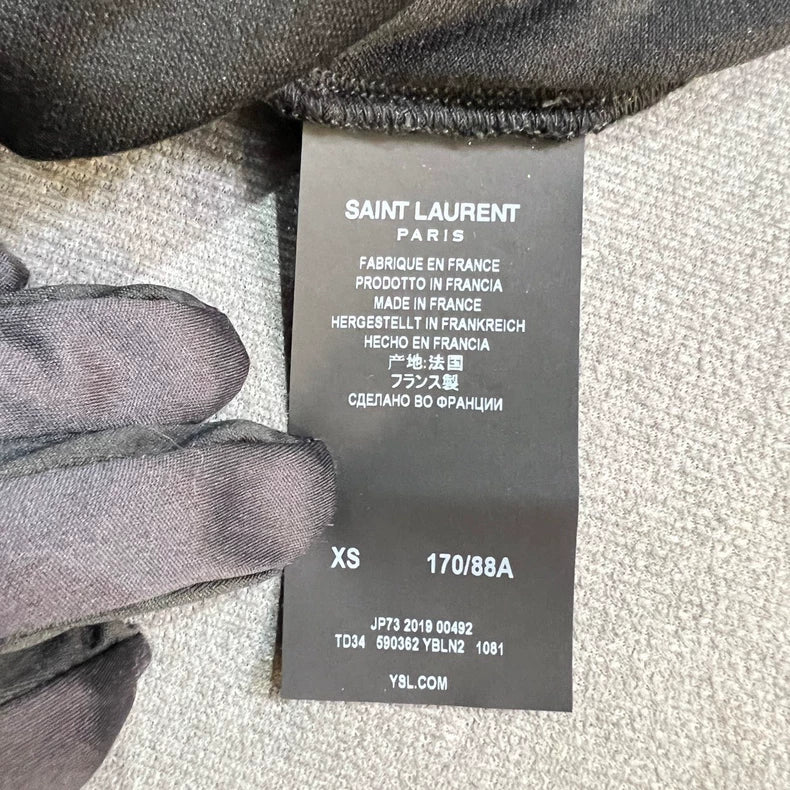 SAINT LAURENT
PARIS
FABRIQUE EN FRANCE
PRODOTTO IN FRANCIA
MADE IN FRANCE
HERGESTELLT IN FRANKREICH
HECHO EN FRANCIA
产地:法国
フランス製
СДЕЛАНО ВО ФРАНЦИИ
XS 170/88A
JP73 2019 00492
TD34 590362 YBLN2 1081
YSL.COM